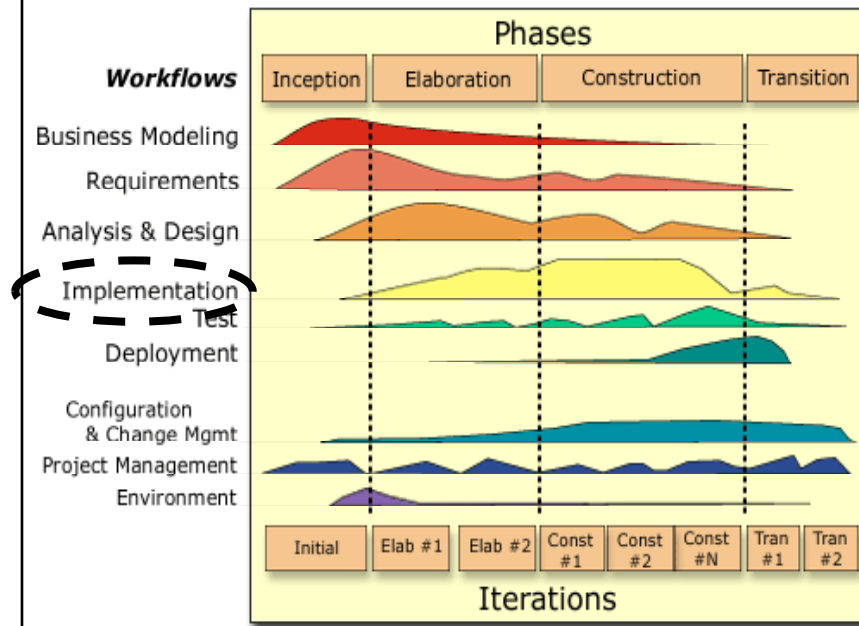 Phases
Workflows Inception Elaboration Construction Transition
Business Modeling
Requirements
Analysis & Design
Implementation
Test
Deployment
Configuration
& Change Mgmt
Project Management
Environment
Initial Elab #1 Elab #2 Const #1 Const #2 Const #N Tran #1 Tran #2
Iterations